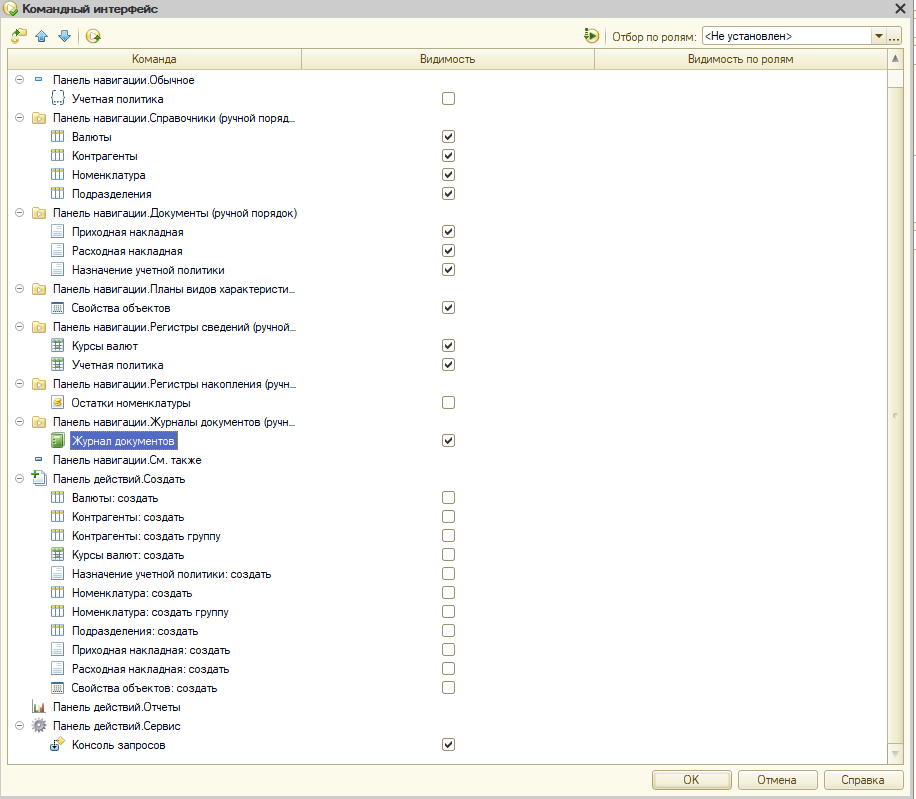 Командный интерфейс
Отбор по ролям: <Не установлен>
Команда Видимость Видимость по ролям
Панель навигации.Обычное
Учетная политика
Панель навигации.Справочники (ручной поряд...
Валюты
Контрагенты
Номенклатура
Подразделения
Панель навигации.Документы (ручной порядок)
Приходная накладная
Расходная накладная
Назначение учетной политики
Панель навигации.Планы видов характеристи...
Свойства объектов
Панель навигации.Регистры сведений (ручной...
Курсы валют
Учетная политика
Панель навигации.Регистры накопления (ручн...
Остатки номенклатуры
Панель навигации.Журналы документов (ручн...
Журнал документов
Панель навигации.См. также
Панель действий.Создать
Валюты: создать
Контрагенты: создать
Контрагенты: создать группу
Курсы валют: создать
Назначение учетной политики: создать
Номенклатура: создать
Номенклатура: создать группу
Подразделения: создать
Приходная накладная: создать
Расходная накладная: создать
Свойства объектов: создать
Панель действий.Отчеты
Панель действий.Сервис
Консоль запросов
OK Отмена Справка